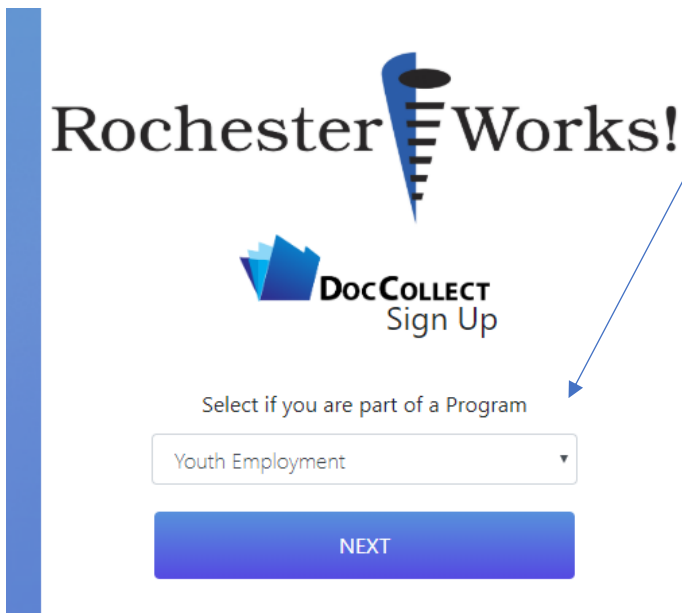 Rochester Works!
DOCCOLLECT
Sign Up
Select if you are part of a Program
Youth Employment
NEXT